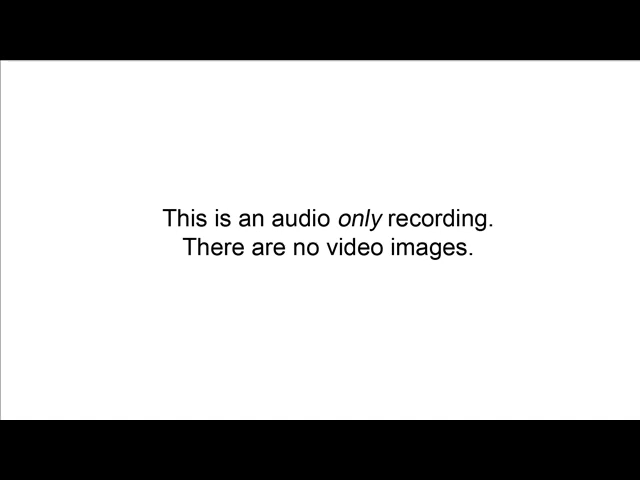 This is an audio only recording.
There are no video images.